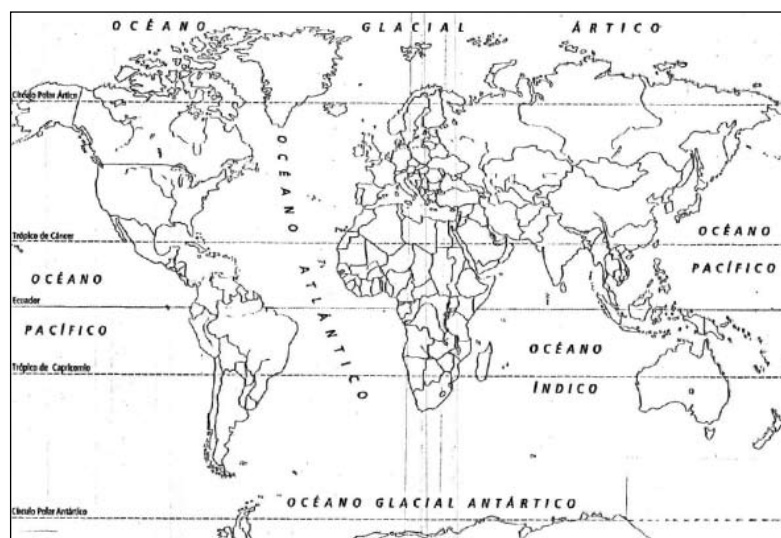 OCÉANO GLACIAL ÁRTICO
Círculo Polar Ártico
OCÉANO ATLÁNTICO
Trópico de Cáncer
OCÉANO PACÍFICO
OCÉANO PACÍFICO
Ecuador
OCÉANO ÍNDICO
Trópico de Capricornio
OCÉANO GLACIAL ANTÁRTICO
Círculo Polar Antártico